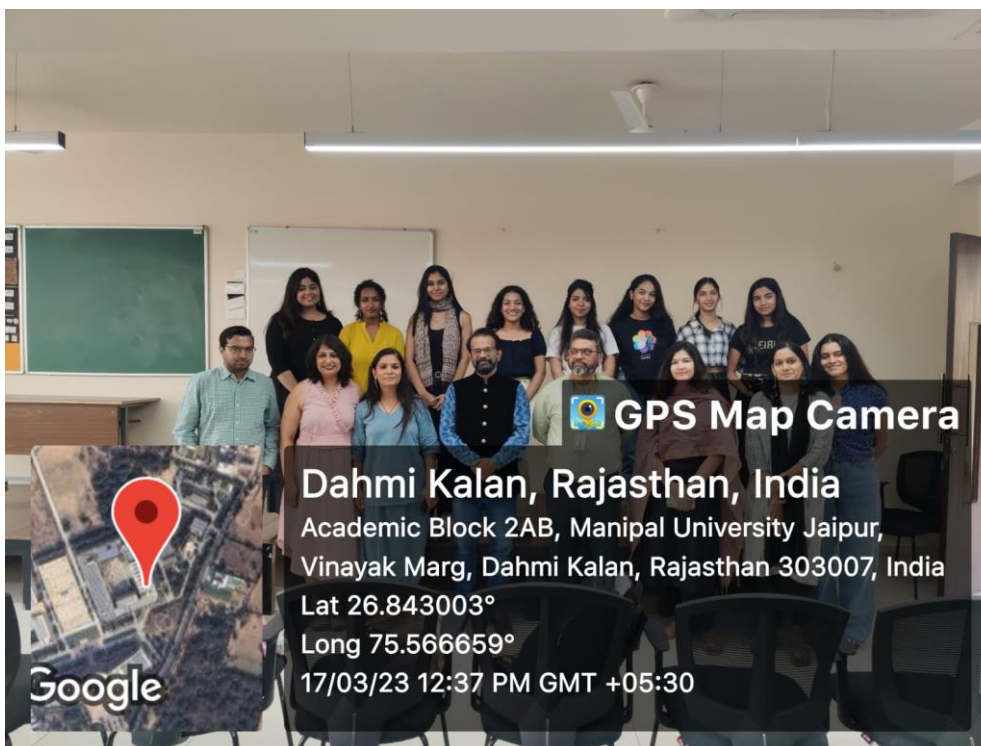 GPS Map Camera
Dahmi Kalan, Rajasthan, India
Academic Block 2AB, Manipal University Jaipur,
Vinayak Marg, Dahmi Kalan, Rajasthan 303007, India
Lat 26.843003°
Long 75.566659°
17/03/23 12:37 PM GMT +05:30
Google